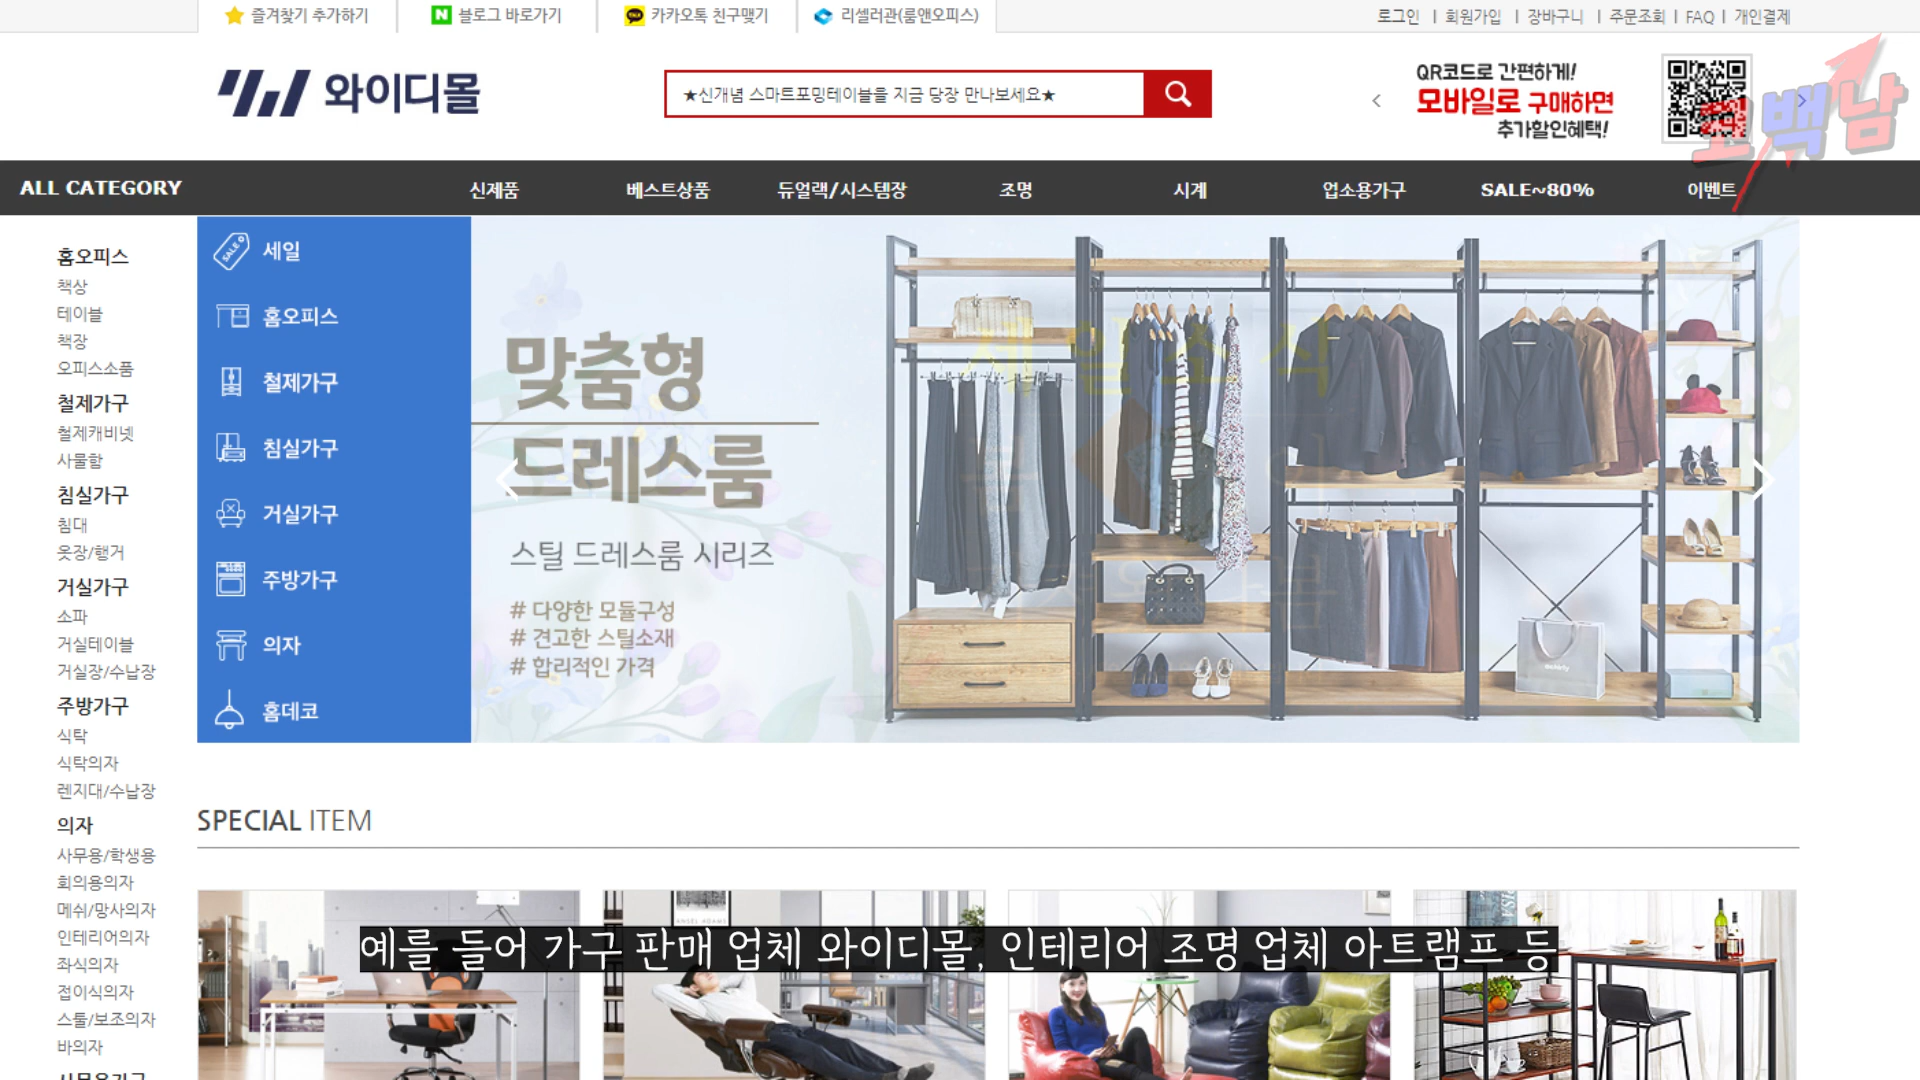 즐겨찾기 추가하기
블로그 바로가기
카카오톡 친구맺기
리셀러관(룸앤오피스)
로그인 | 회원가입 | 장바구니 | 주문조회 | FAQ | 개인결제
와이디몰
★신개념 스마트포밍테이블을 지금 당장 만나보세요★
QR코드로 간편하게!
모바일로 구매하면
추가할인혜택!
백남
ALL CATEGORY
신제품
베스트상품
듀얼랙/시스템장
조명
시계
업소용가구
SALE~80%
이벤트
홈오피스
책상
테이블
책장
오피스소품
철제가구
철제캐비넷
사물함
침실가구
침대
옷장/행거
거실가구
소파
거실테이블
거실장/수납장
주방가구
식탁
식탁의자
렌지대/수납장
의자
사무용/학생용
회의용의자
메쉬/망사의자
인테리어의자
좌식의자
접이식의자
스툴/보조의자
바의자
세일
홈오피스
철제가구
침실가구
거실가구
주방가구
의자
홈데코
맞춤형
드레스룸
스틸 드레스룸 시리즈
# 다양한 모듈구성
# 견고한 스틸소재
# 합리적인 가격
세일소식
SPECIAL ITEM
예를 들어 가구 판매 업체 와이디몰, 인테리어 조명 업체 아트램프 등